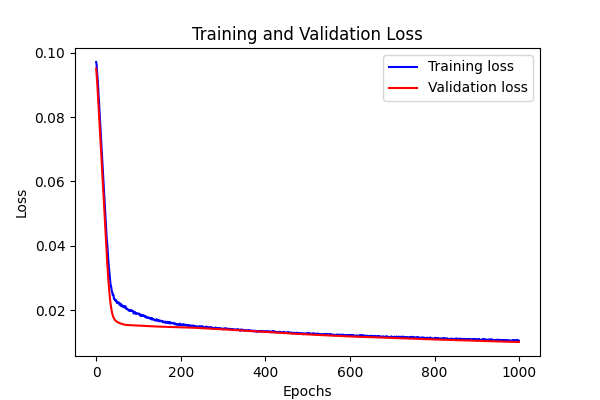 Training and Validation Loss
0.10
0.08
0.06
0.04
0.02
Loss
Training loss
Validation loss
0 200 400 600 800 1000
Epochs